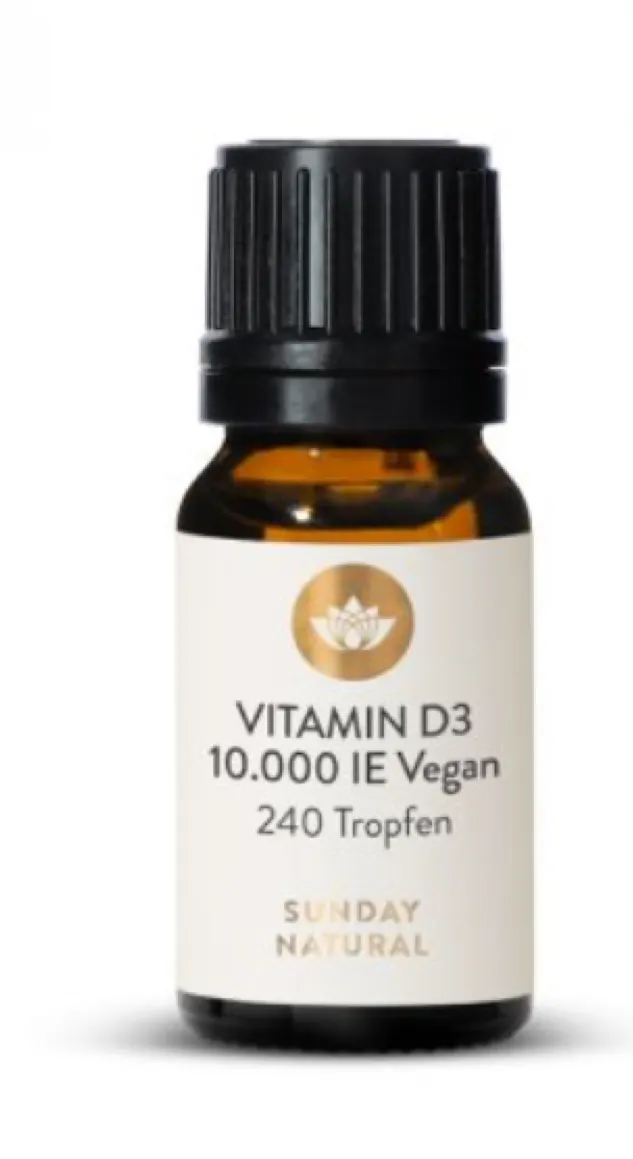 VITAMIN D3
10.000 IE Vegan
240 Tropfen
SUNDAY
NATURAL